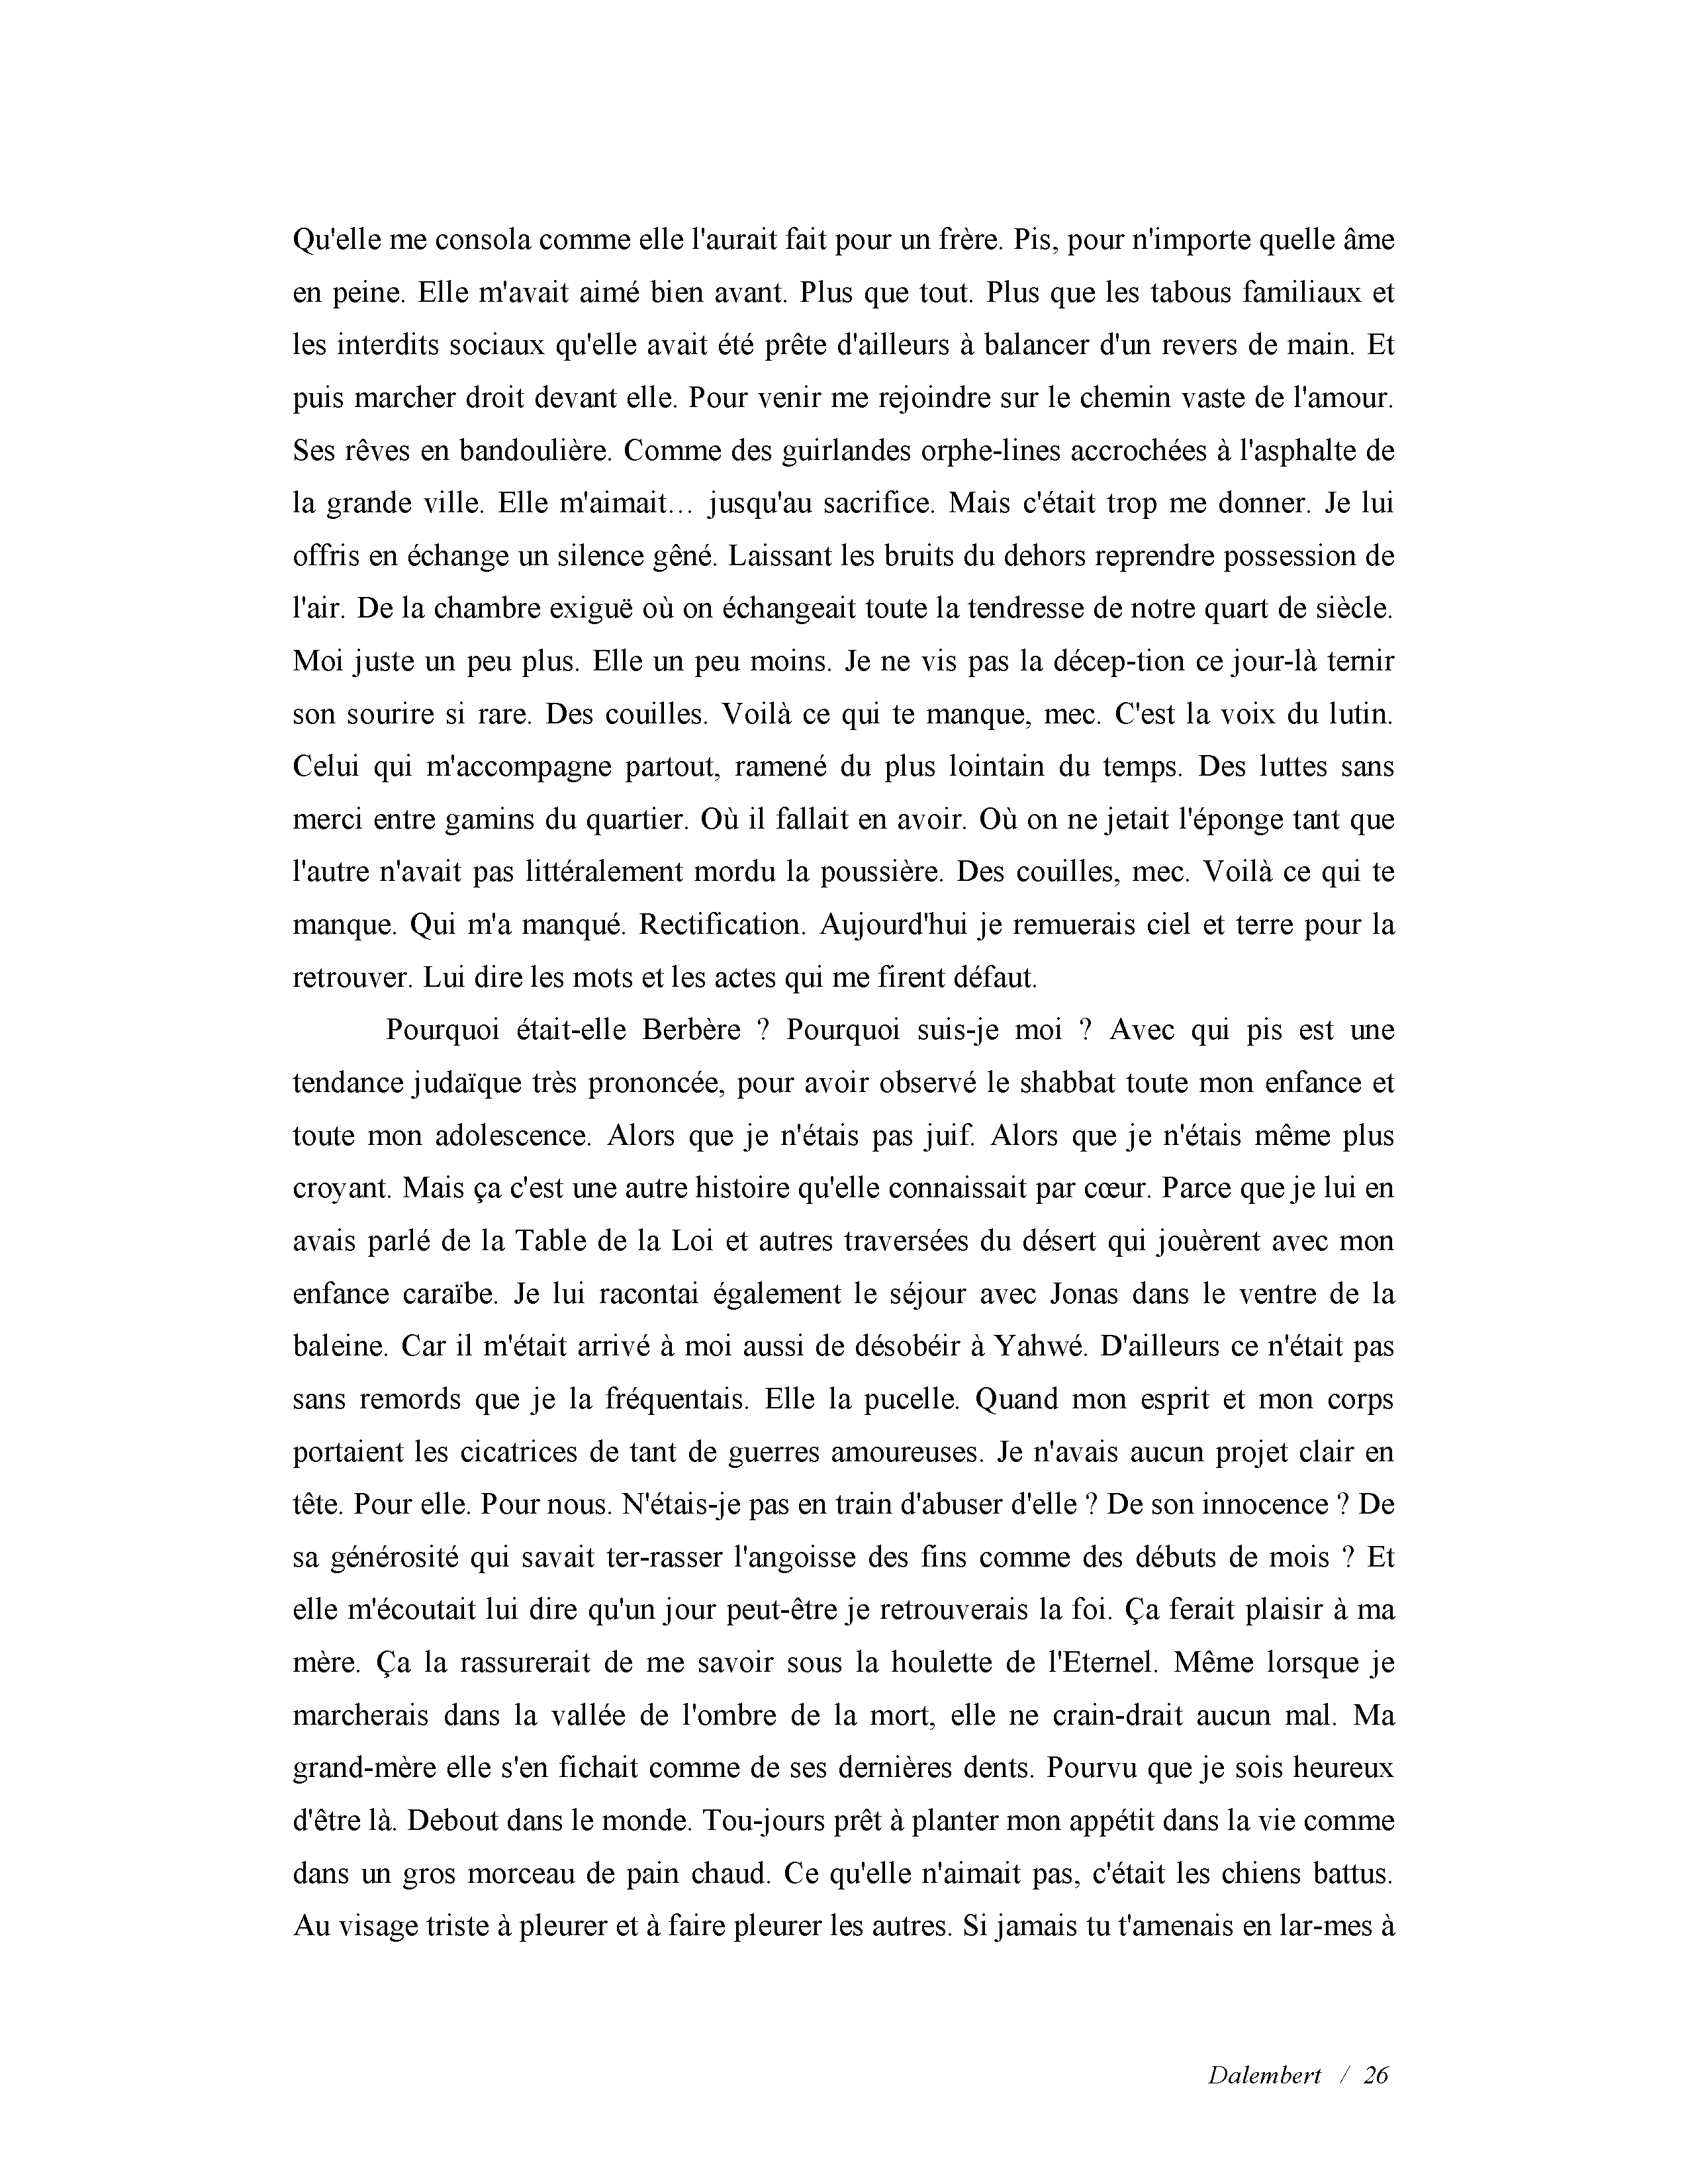 Qu'elle me consola comme elle l'aurait fait pour un frère. Pis, pour n'importe quelle âme
en peine. Elle m'avait aimé bien avant. Plus que tout. Plus que les tabous familiaux et
les interdits sociaux qu'elle avait été prête d'ailleurs à balancer d'un revers de main. Et
puis marcher droit devant elle. Pour venir me rejoindre sur le chemin vaste de l'amour.
Ses rêves en bandoulière. Comme des guirlandes orphe-lines accrochées à l'asphalte de
la grande ville. Elle m'aimait… jusqu'au sacrifice. Mais c'était trop me donner. Je lui
offris en échange un silence gêné. Laissant les bruits du dehors reprendre possession de
l'air. De la chambre exiguë où on échangeait toute la tendresse de notre quart de siècle.
Moi juste un peu plus. Elle un peu moins. Je ne vis pas la décep-tion ce jour-là ternir
son sourire si rare. Des couilles. Voilà ce qui te manque, mec. C'est la voix du lutin.
Celui qui m'accompagne partout, ramené du plus lointain du temps. Des luttes sans
merci entre gamins du quartier. Où il fallait en avoir. Où on ne jetait l'éponge tant que
l'autre n'avait pas littéralement mordu la poussière. Des couilles, mec. Voilà ce qui te
manque. Qui m'a manqué. Rectification. Aujourd'hui je remuerais ciel et terre pour la
retrouver. Lui dire les mots et les actes qui me firent défaut.
Pourquoi était-elle Berbère ? Pourquoi suis-je moi ? Avec qui pis est une
tendance judaïque très prononcée, pour avoir observé le shabbat toute mon enfance et
toute mon adolescence. Alors que je n'étais pas juif. Alors que je n'étais même plus
croyant. Mais ça c'est une autre histoire qu'elle connaissait par cœur. Parce que je lui en
avais parlé de la Table de la Loi et autres traversées du désert qui jouèrent avec mon
enfance caraïbe. Je lui racontai également le séjour avec Jonas dans le ventre de la
baleine. Car il m'était arrivé à moi aussi de désobéir à Yahwé. D'ailleurs ce n'était pas
sans remords que je la fréquentais. Elle la pucelle. Quand mon esprit et mon corps
portaient les cicatrices de tant de guerres amoureuses. Je n'avais aucun projet clair en
tête. Pour elle. Pour nous. N'étais-je pas en train d'abuser d'elle ? De son innocence ? De
sa générosité qui savait ter-rasser l'angoisse des fins comme des débuts de mois ? Et
elle m'écoutait lui dire qu'un jour peut-être je retrouverais la foi. Ça ferait plaisir à ma
mère. Ça la rassurerait de me savoir sous la houlette de l'Eternel. Même lorsque je
marcherais dans la vallée de l'ombre de la mort, elle ne crain-drait aucun mal. Ma
grand-mère elle s'en fichait comme de ses dernières dents. Pourvu que je sois heureux
d'être là. Debout dans le monde. Tou-jours prêt à planter mon appétit dans la vie comme
dans un gros morceau de pain chaud. Ce qu'elle n'aimait pas, c'était les chiens battus.
Au visage triste à pleurer et à faire pleurer les autres. Si jamais tu t'amenais en lar-mes à
Dalembert / 26